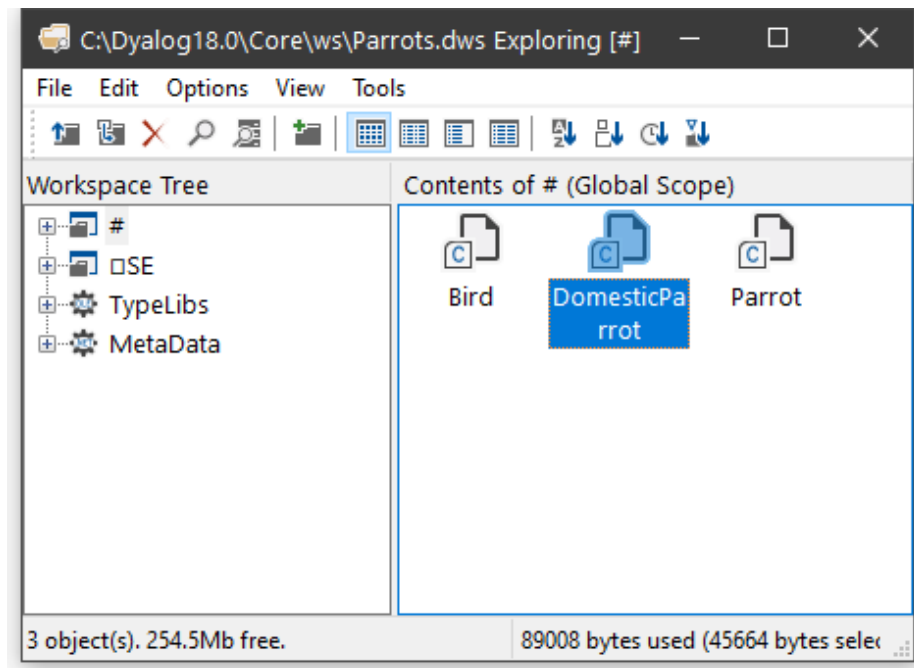 C:\Dyalog18.0\Core\ws\Parrots.dws Exploring [#]
File Edit Options View Tools
Workspace Tree
Contents of # (Global Scope)
#
⎕SE
TypeLibs
MetaData
Bird
DomesticPa
rrot
Parrot
3 object(s). 254.5Mb free.
89008 bytes used (45664 bytes selec